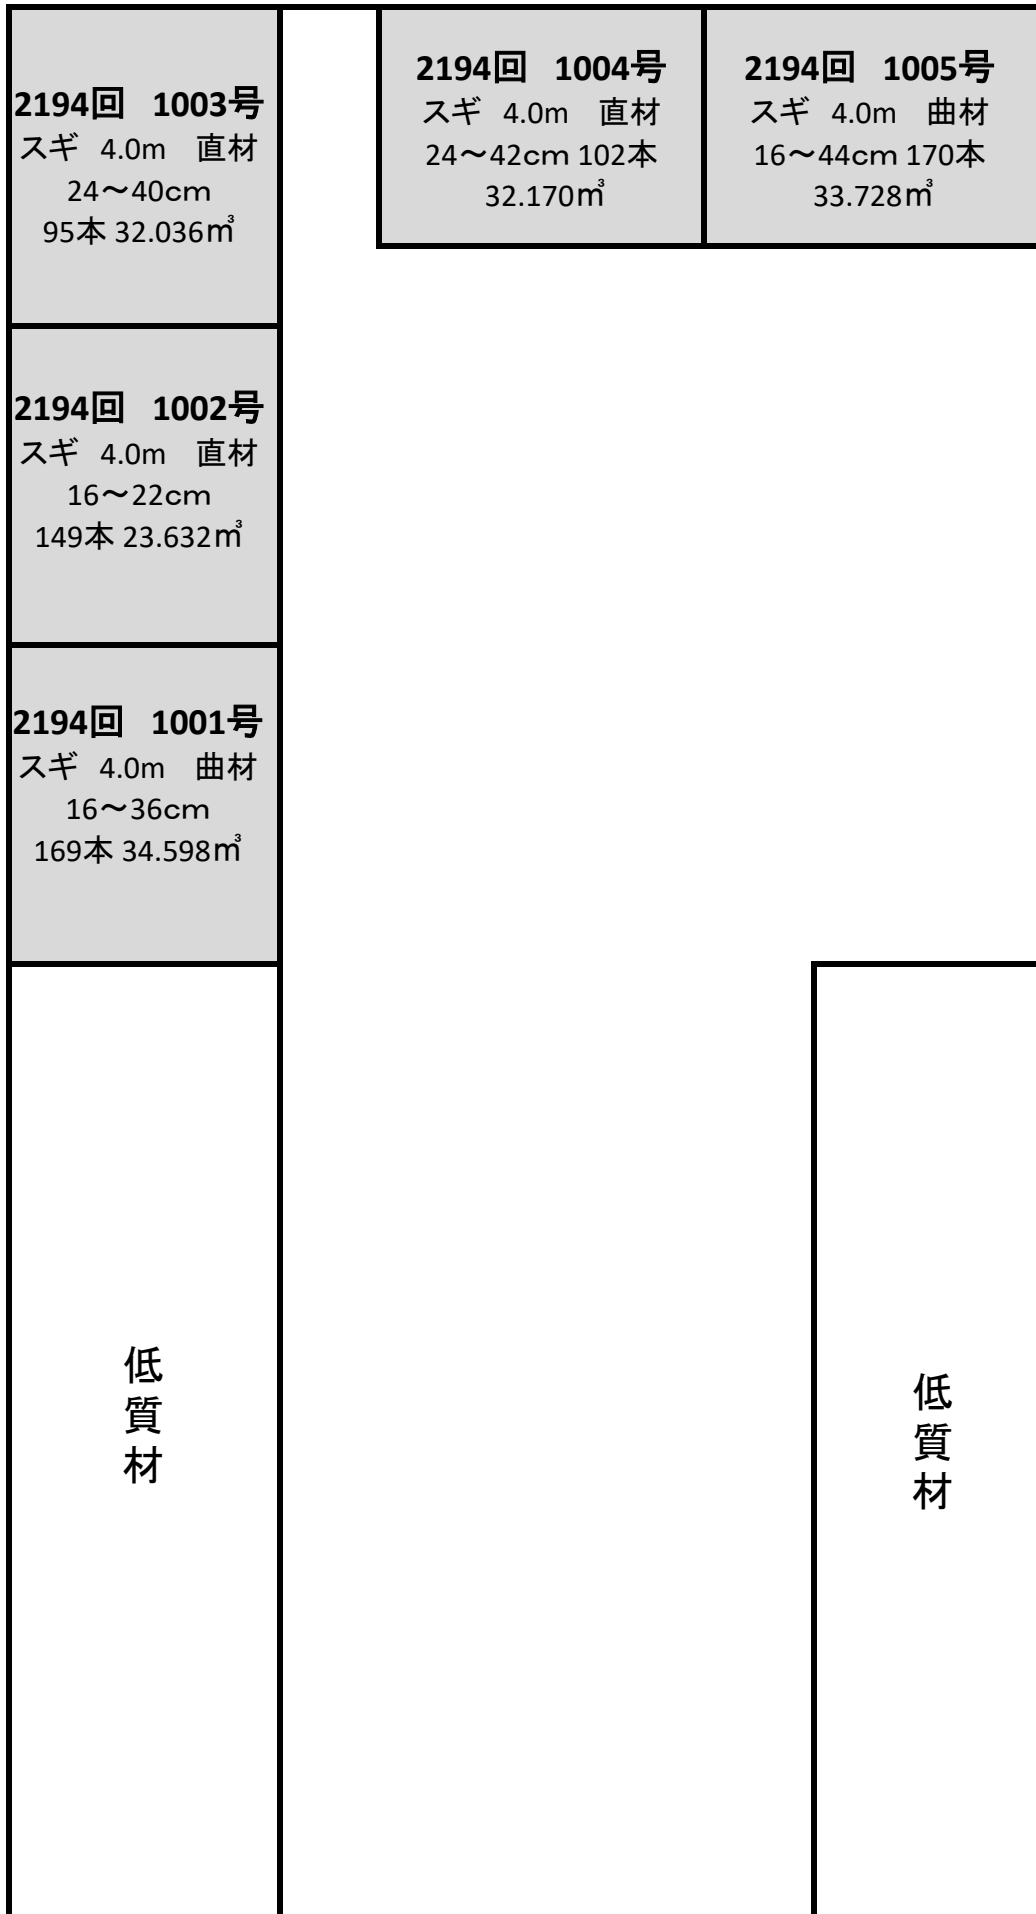 2194回 1003号
スギ 4.0m 直材
24～40cm
95本 32.036㎥
2194回 1004号
スギ 4.0m 直材
24～42cm 102本
32.170㎥
2194回 1005号
スギ 4.0m 曲材
16～44cm 170本
33.728㎥
2194回 1002号
スギ 4.0m 直材
16～22cm
149本 23.632㎥
2194回 1001号
スギ 4.0m 曲材
16～36cm
169本 34.598㎥
低質材
低質材